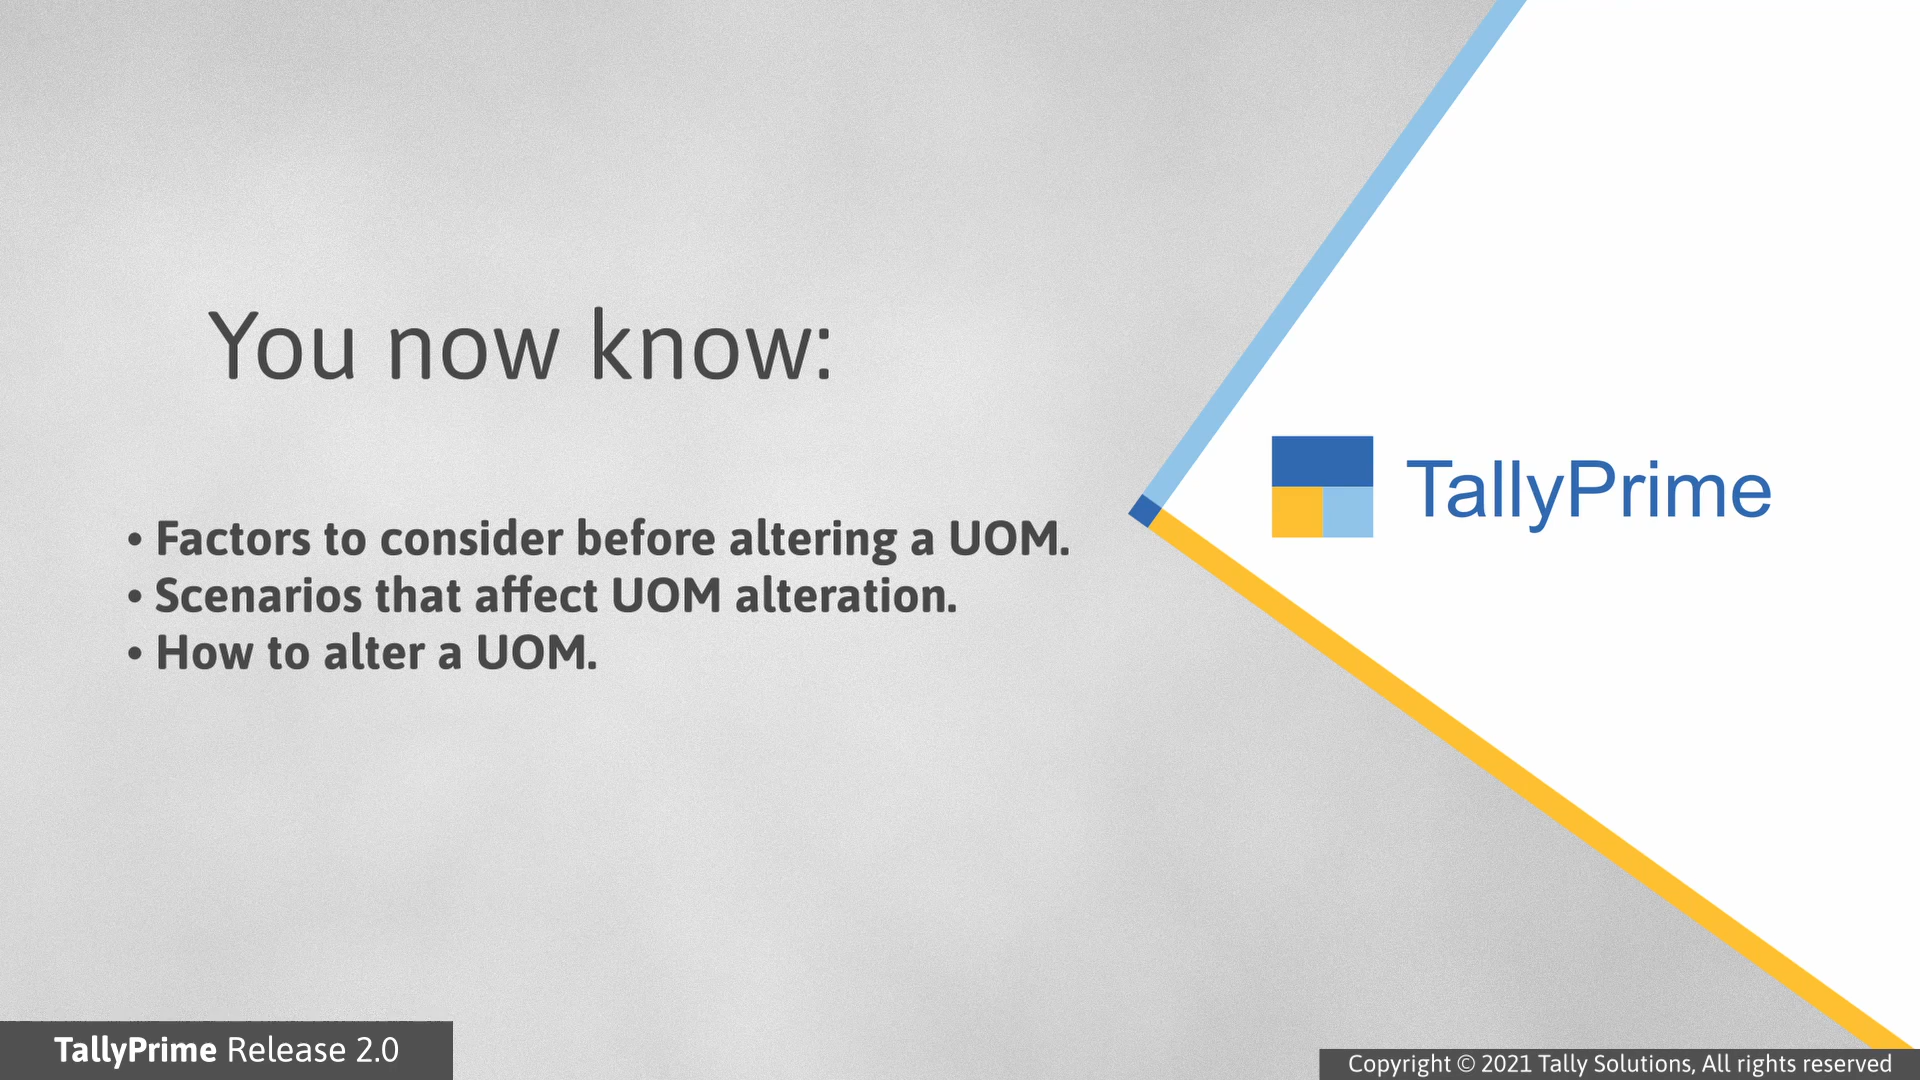 You now know:
• Factors to consider before altering a UOM.
• Scenarios that affect UOM alteration.
• How to alter a UOM.
TallyPrime
TallyPrime Release 2.0
Copyright © 2021 Tally Solutions, All rights reserved